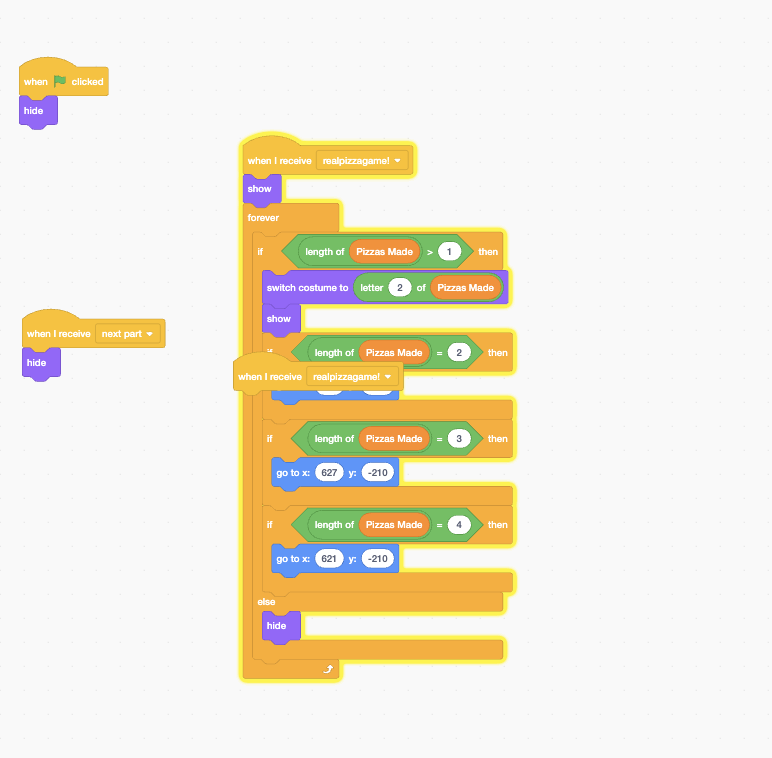 when clicked
hide
when I receive realpizzagame!
show
forever
if length of Pizzas Made > 1 then
switch costume to letter 2 of Pizzas Made
show
if length of Pizzas Made = 2 then
when I receive realpizzagame!
if length of Pizzas Made = 3 then
go to x: 627 y: -210
if length of Pizzas Made = 4 then
go to x: 621 y: -210
else
hide
when I receive next part
hide